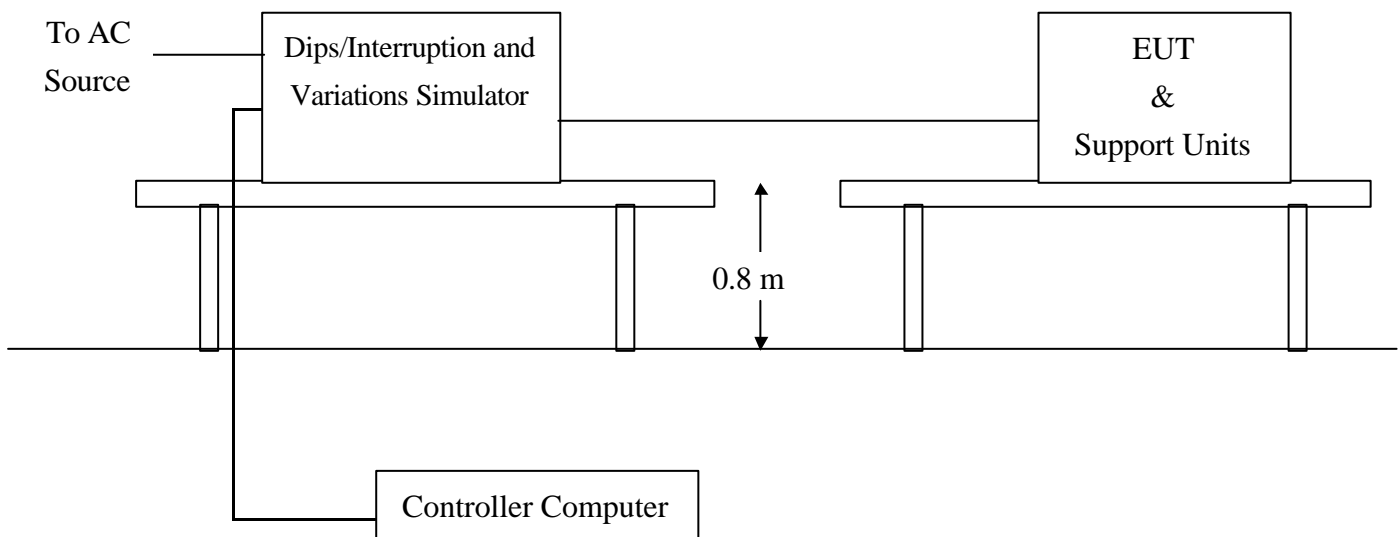 To AC
Source
Dips/Interruption and
Variations Simulator
EUT
&
Support Units
0.8 m
Controller Computer